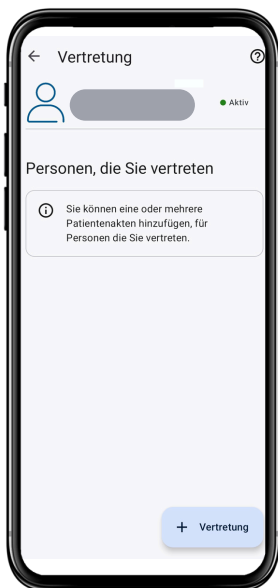 Vertretung
Aktiv
Personen, die Sie vertreten
Sie können eine oder mehrere
Patientenakten hinzufügen, für
Personen die Sie vertreten.
+ Vertretung